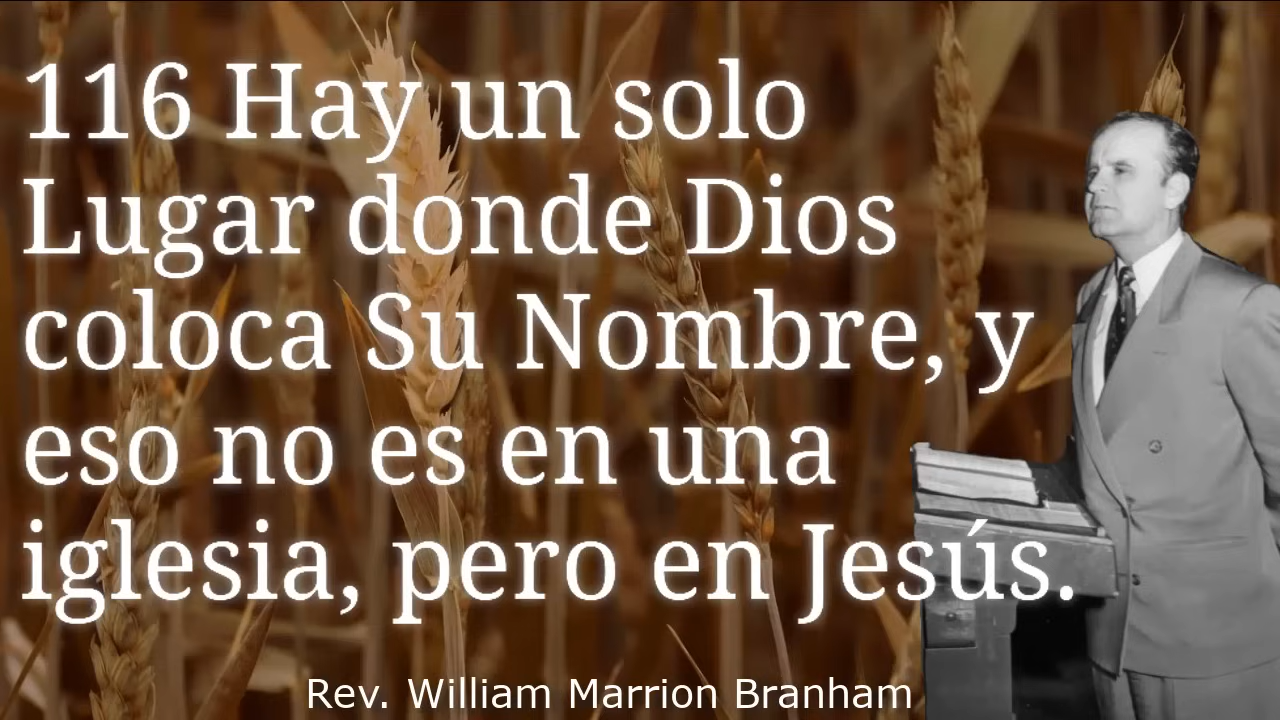 116 Hay un solo
Lugar donde Dios
coloca Su Nombre, y
eso no es en una
iglesia, pero en Jesús.
Rev. William Marrion Branham